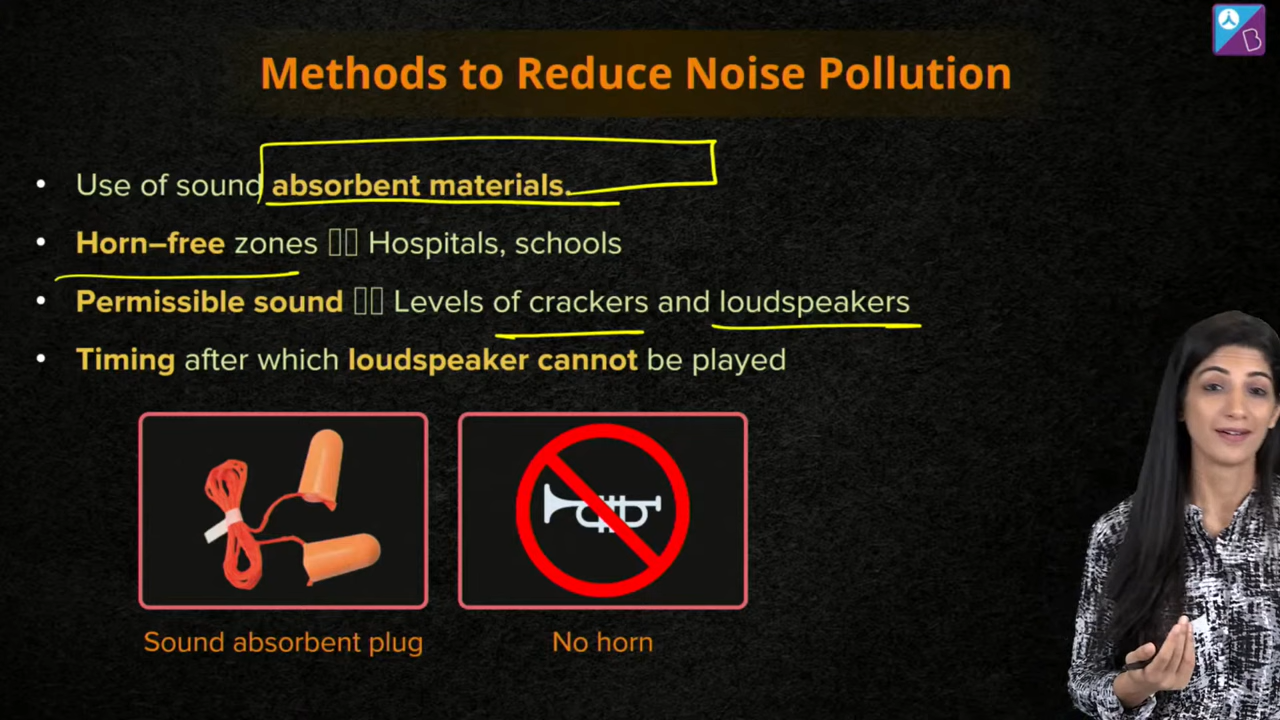 Methods to Reduce Noise Pollution
• Use of sound absorbent materials.
• Horn–free zones ▯▯ Hospitals, schools
• Permissible sound ▯▯ Levels of crackers and loudspeakers
• Timing after which loudspeaker cannot be played
Sound absorbent plug
No horn
B